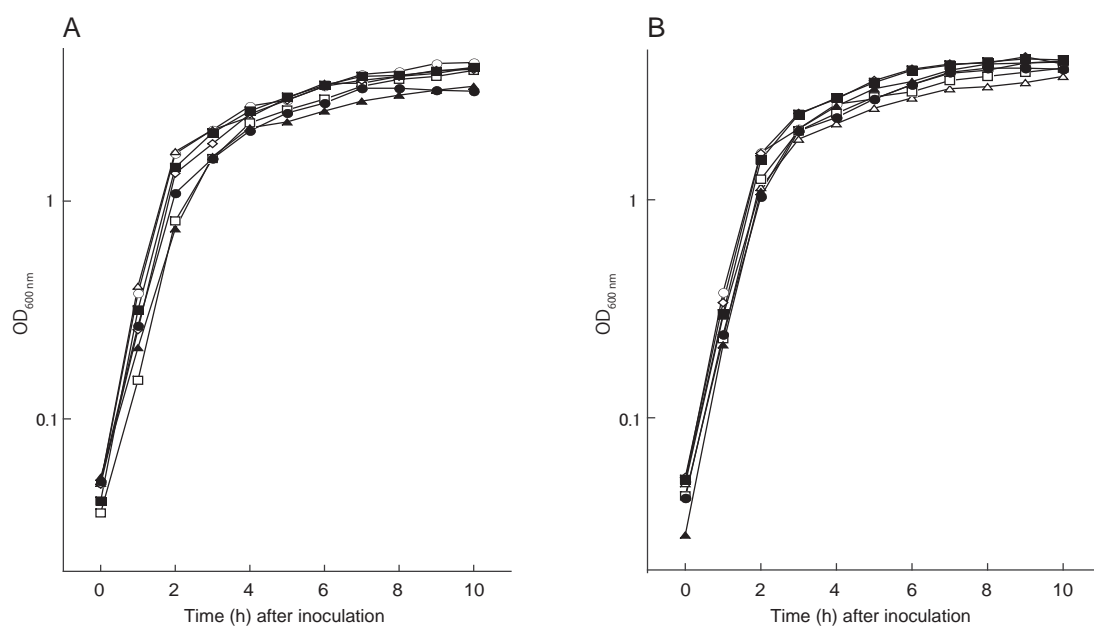 A
1
0.1
OD600 nm
0 2 4 6 8 10
Time (h) after inoculation
B
1
0.1
OD600 nm
0 2 4 6 8 10
Time (h) after inoculation